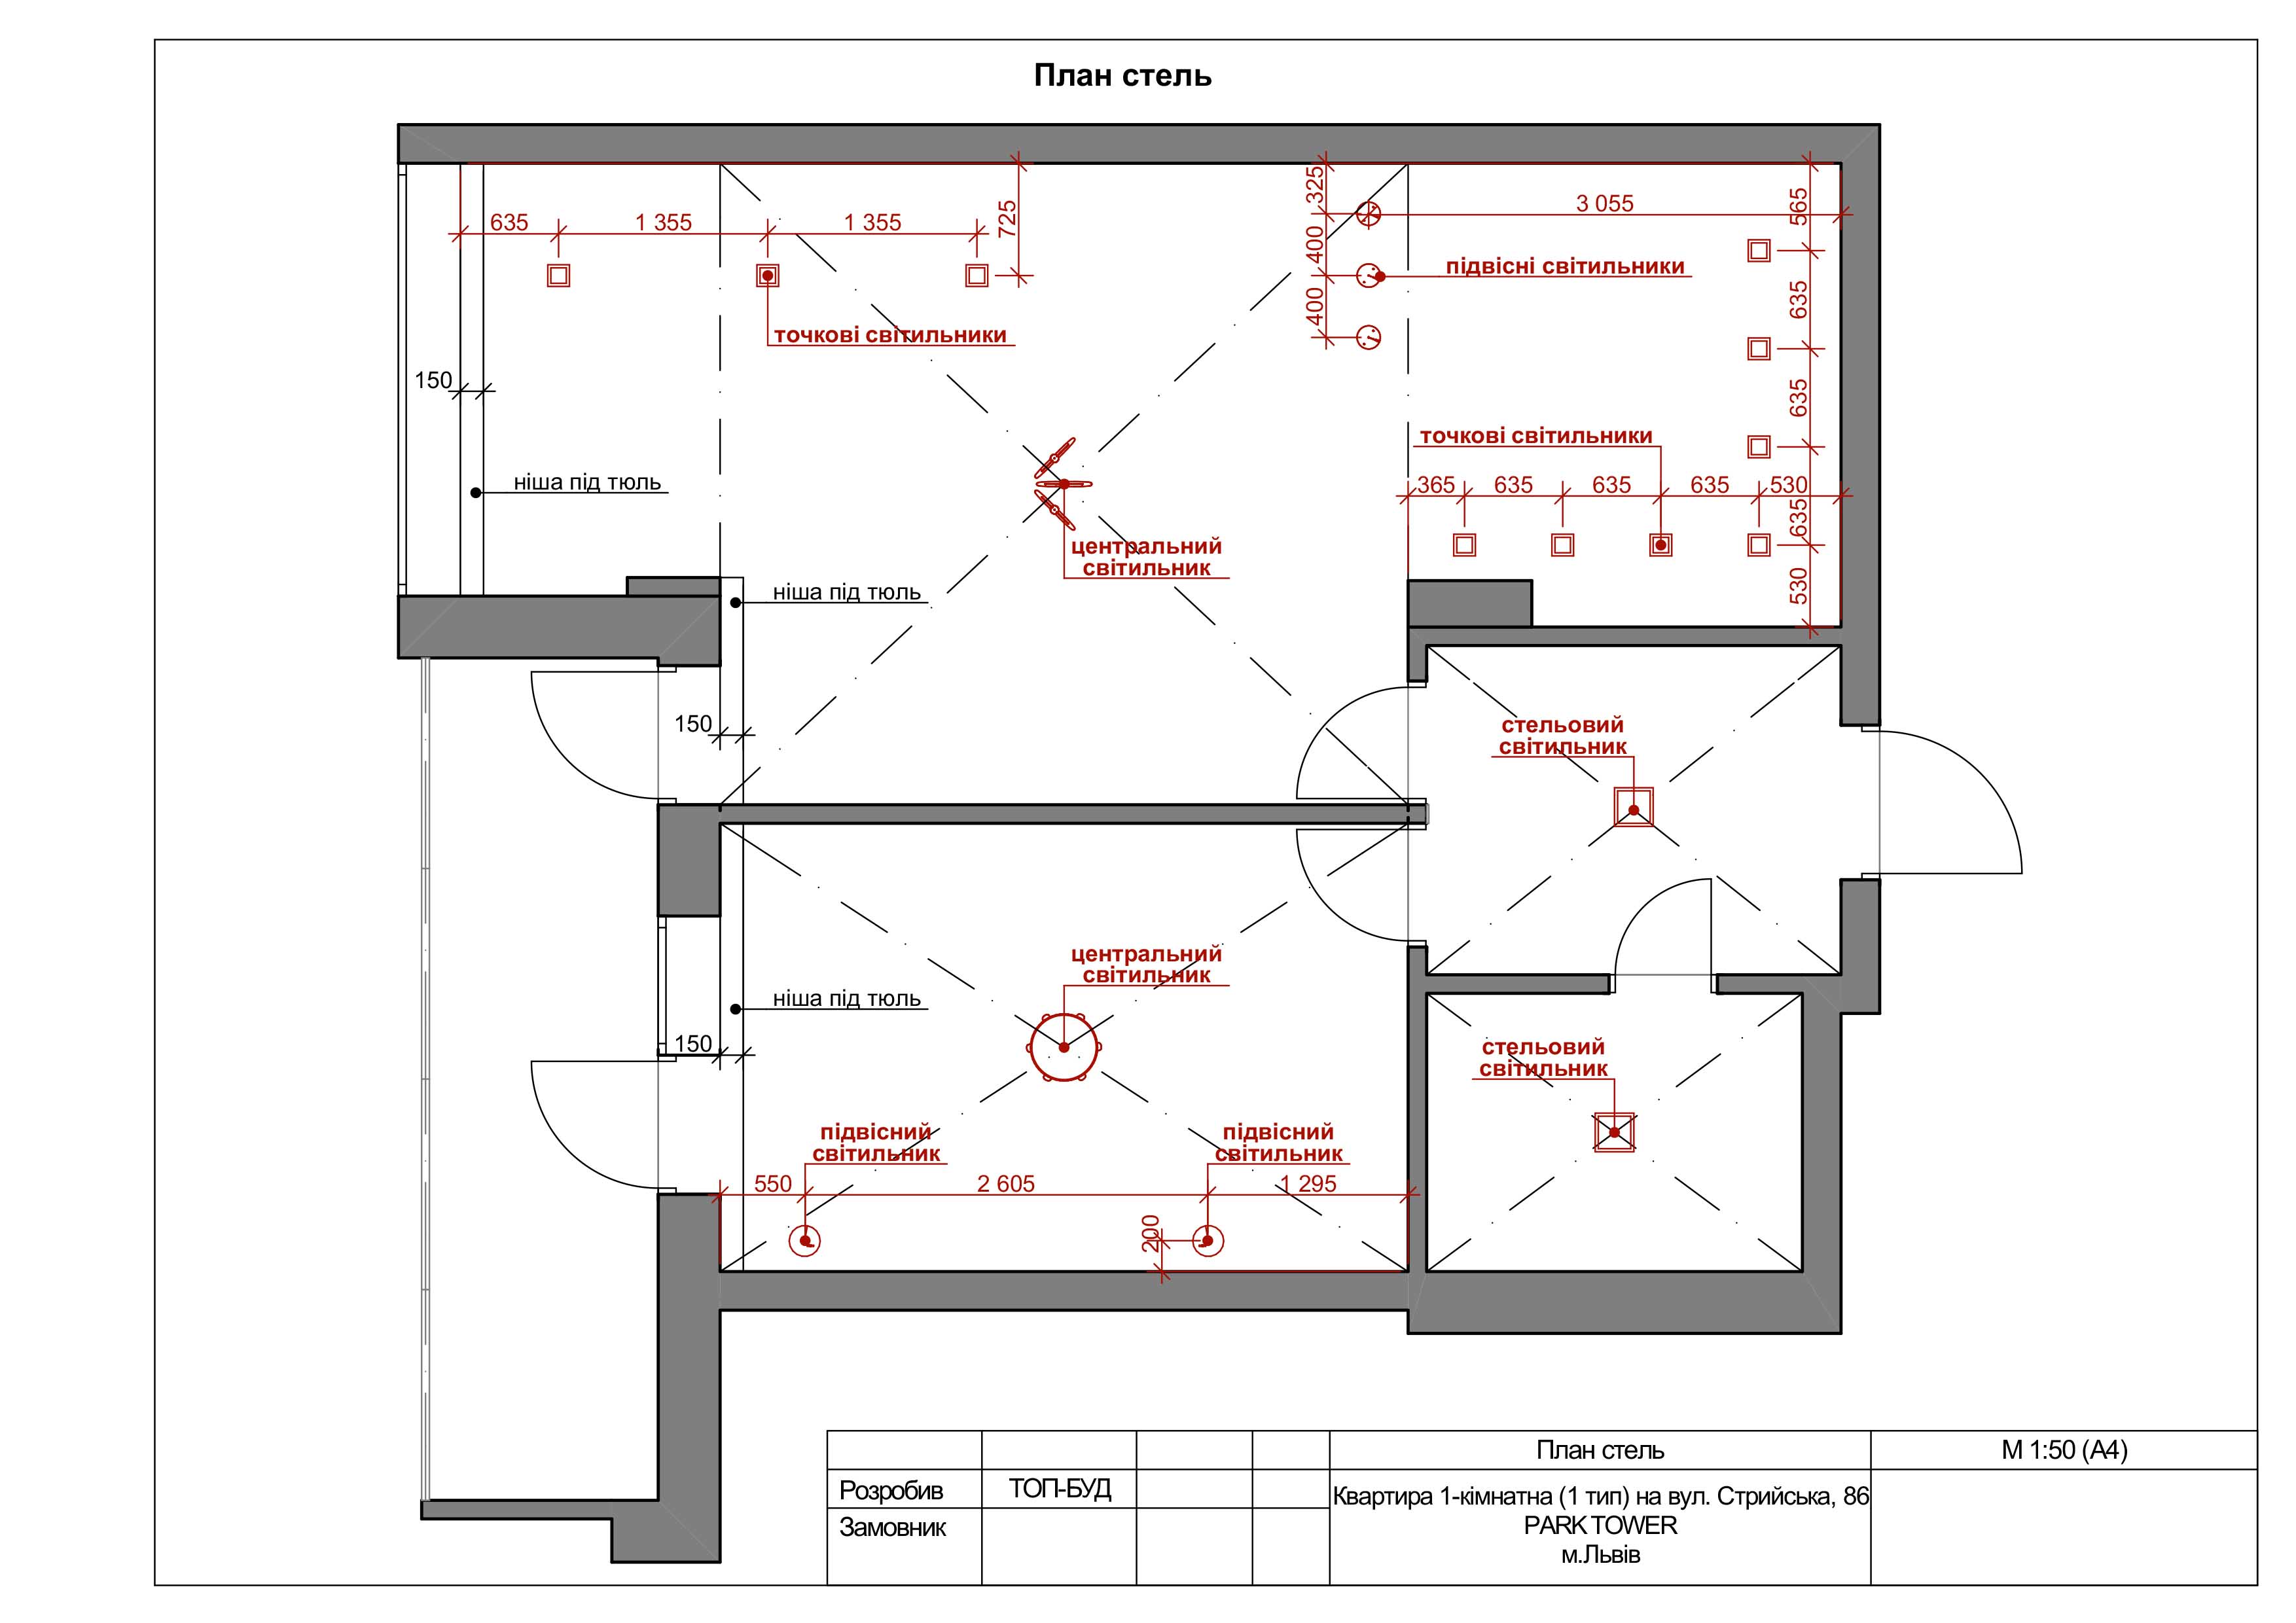 План стель
635
1 355
1 355
725
325
400
400
3 055
565
635
635
635
530
підвісні світильники
точкові світильники
150
точкові світильники
ніша під тюль
365
635
635
635
530
центральний
світильник
ніша під тюль
150
стельовий
світильник
центральний
світильник
ніша під тюль
150
стельовий
світильник
підвісний
світильник
підвісний
світильник
550
2 605
1 295
200
План стель
М 1:50 (А4)
Розробив
ТОП-БУД
Замовник
Квартира 1-кімнатна (1 тип) на вул. Стрийська, 86
PARK TOWER
м.Львів